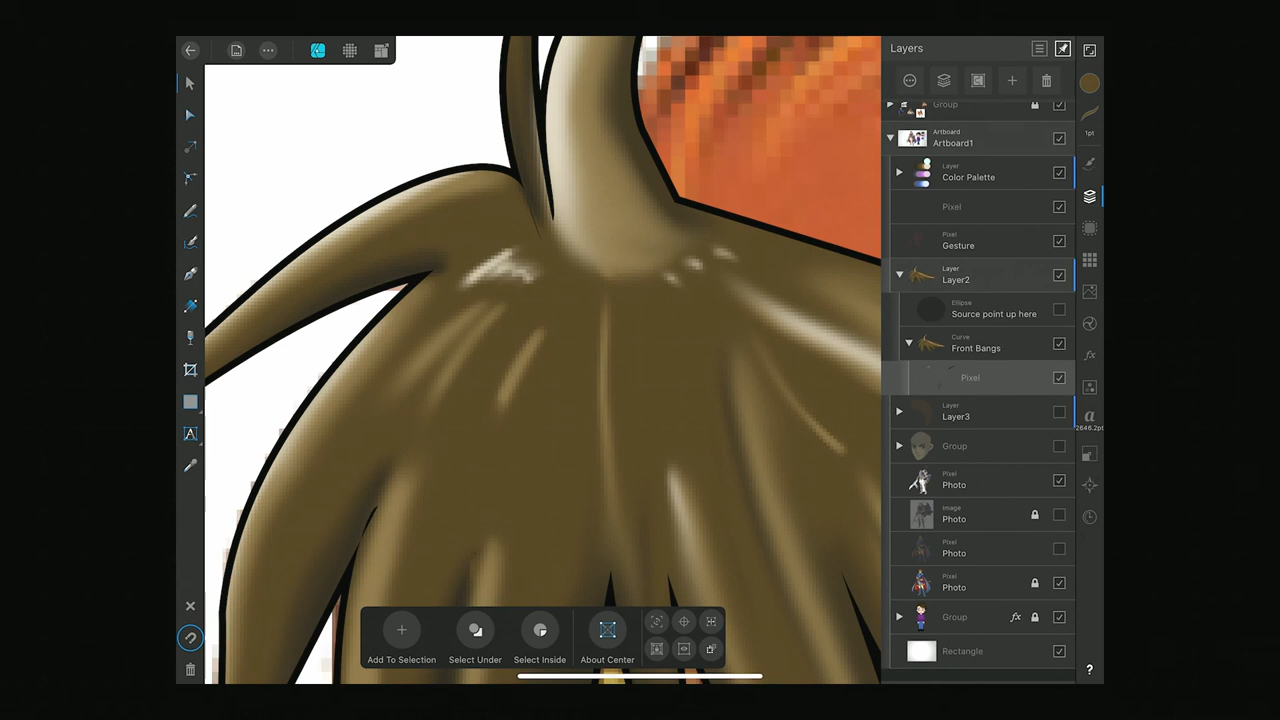 Layers
Group
Artboard
Artboard1
1pt
Layer
Color Palette
Pixel
Pixel
Gesture
Layer
Layer2
Ellipse
Source point up here
Curve
Front Bangs
Pixel
Layer
Layer3
a
2646.2pt
Group
Pixel
Photo
Image
Photo
Pixel
Photo
Pixel
Photo
Group
fx
Rectangle
fx
A
Add To Selection
Select Under
Select Inside
About Center
?